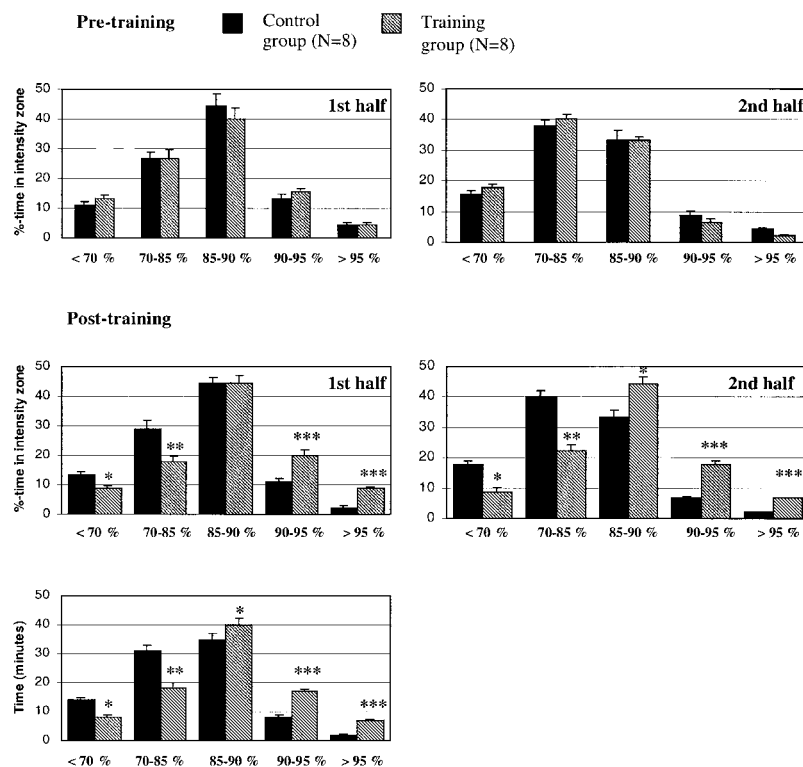 Pre-training
Control group (N=8)
Training group (N=8)
%-time in intensity zone
50
40
30
20
10
0
1st half
< 70 % 70-85 % 85-90 % 90-95 % > 95 %
50
40
30
20
10
0
2nd half
< 70 % 70-85 % 85-90 % 90-95 % > 95 %
Post-training
%-time in intensity zone
50
40
30
20
10
0
1st half
* ** *** ***
< 70 % 70-85 % 85-90 % 90-95 % > 95 %
50
40
30
20
10
0
2nd half
* ** * *** ***
< 70 % 70-85 % 85-90 % 90-95 % > 95 %
Time (minutes)
50
40
30
20
10
0
* ** * *** ***
< 70 % 70-85 % 85-90 % 90-95 % > 95 %